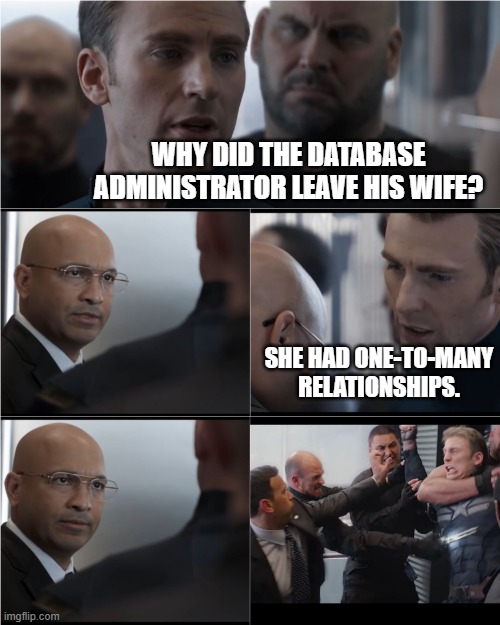 WHY DID THE DATABASE
ADMINISTRATOR LEAVE HIS WIFE?
SHE HAD ONE-TO-MANY
RELATIONSHIPS.
imgflip.com